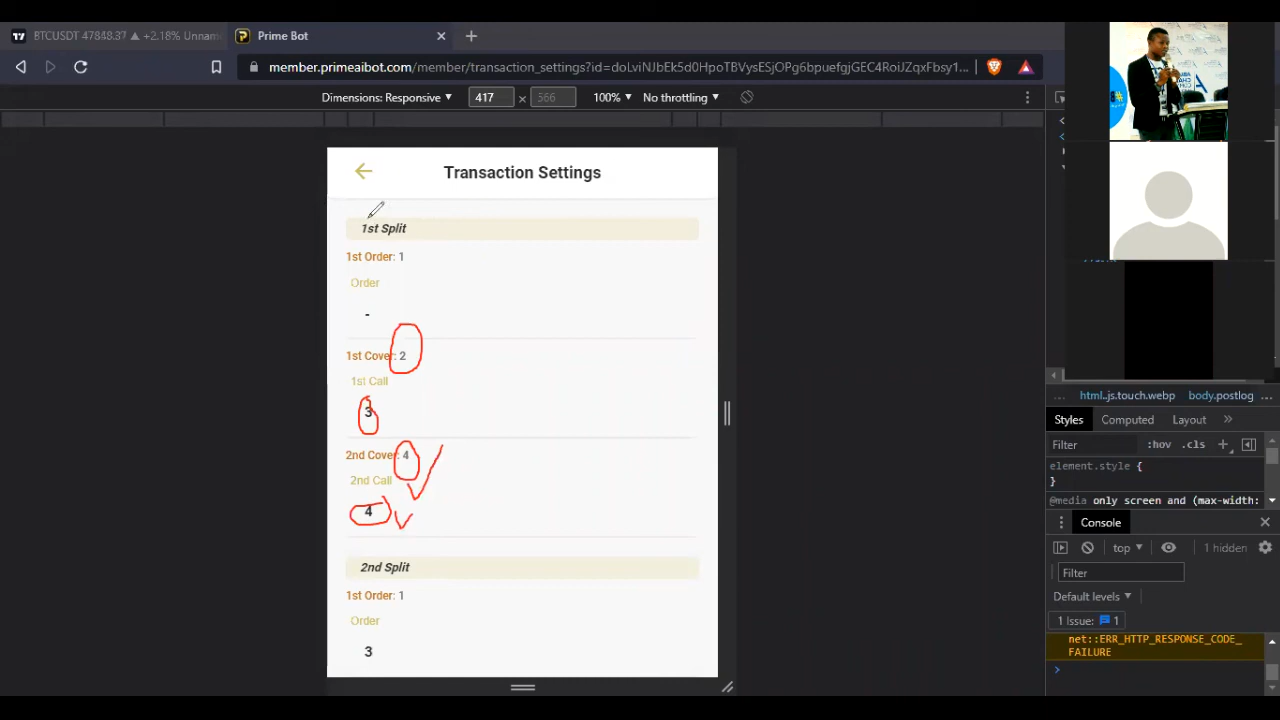 BTCUSDT 47848.37 ▲ +2.18% Unnam
Prime Bot
member.primeaibot.com/mem
Dimensions: Responsive ▼ 417 × 566 100% ▼ No throttling ▼
Transaction Settings
1st Split
1st Order: 1
Order
-
1st Cover: 2
1st Call
3
2nd Cover: 4
2nd Call
4
2nd Split
1st Order: 1
Order
3
... html..js.touch.webp body.postlog ...
Styles Computed Layout »
Filter :hov .cls +
element.style {
}
@media only screen and (max-width:
Console
top ▼ 1 hidden
Filter
Default levels ▼
1 Issue: 1
net::ERR_HTTP_RESPONSE_CODE_
FAILURE
>